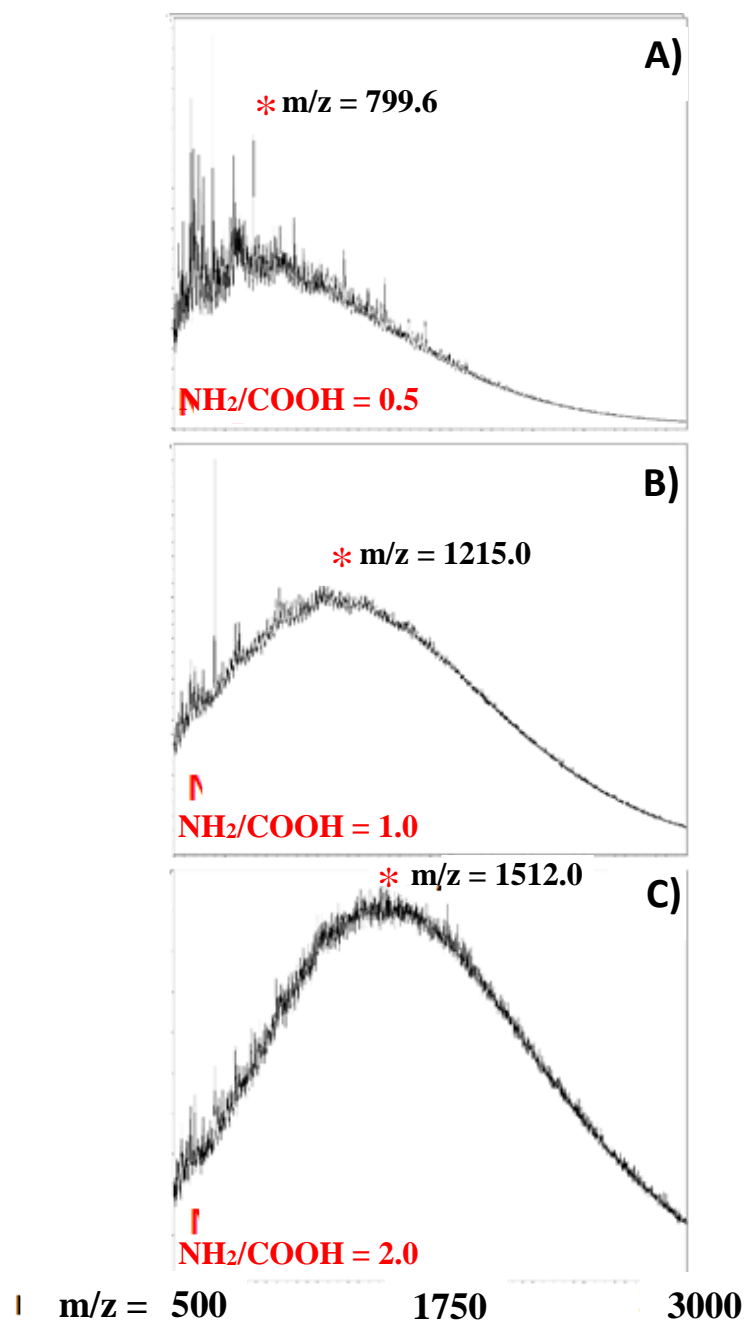 A)
* m/z = 799.6
NH₂/COOH = 0.5
B)
* m/z = 1215.0
NH₂/COOH = 1.0
* m/z = 1512.0
C)
NH₂/COOH = 2.0
m/z = 500 1750 3000